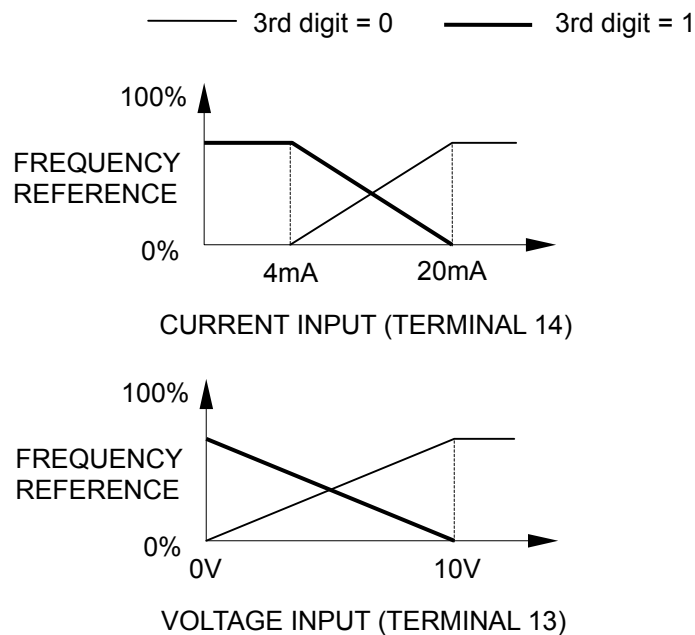 3rd digit = 0 3rd digit = 1
100%
FREQUENCY
REFERENCE
0%
4mA 20mA
CURRENT INPUT (TERMINAL 14)
100%
FREQUENCY
REFERENCE
0%
0V 10V
VOLTAGE INPUT (TERMINAL 13)